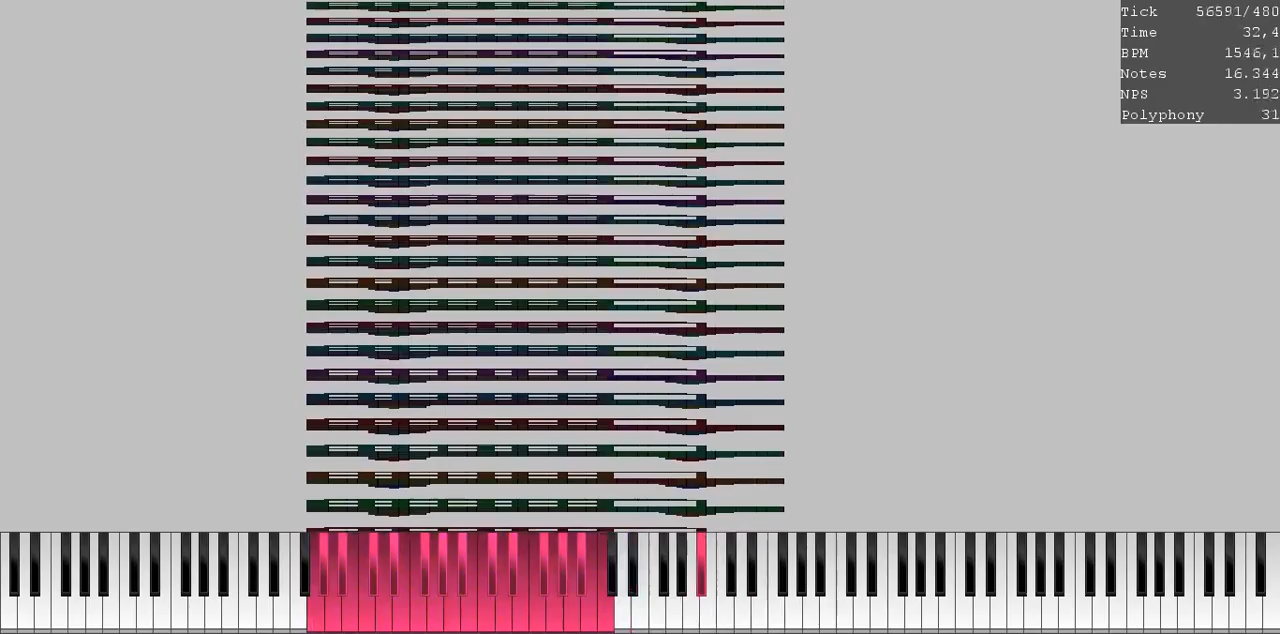 Tick 56591/480
Time 32,4
BPM 1546,1
Notes 16.344
NPS 3.192
Polyphony 31